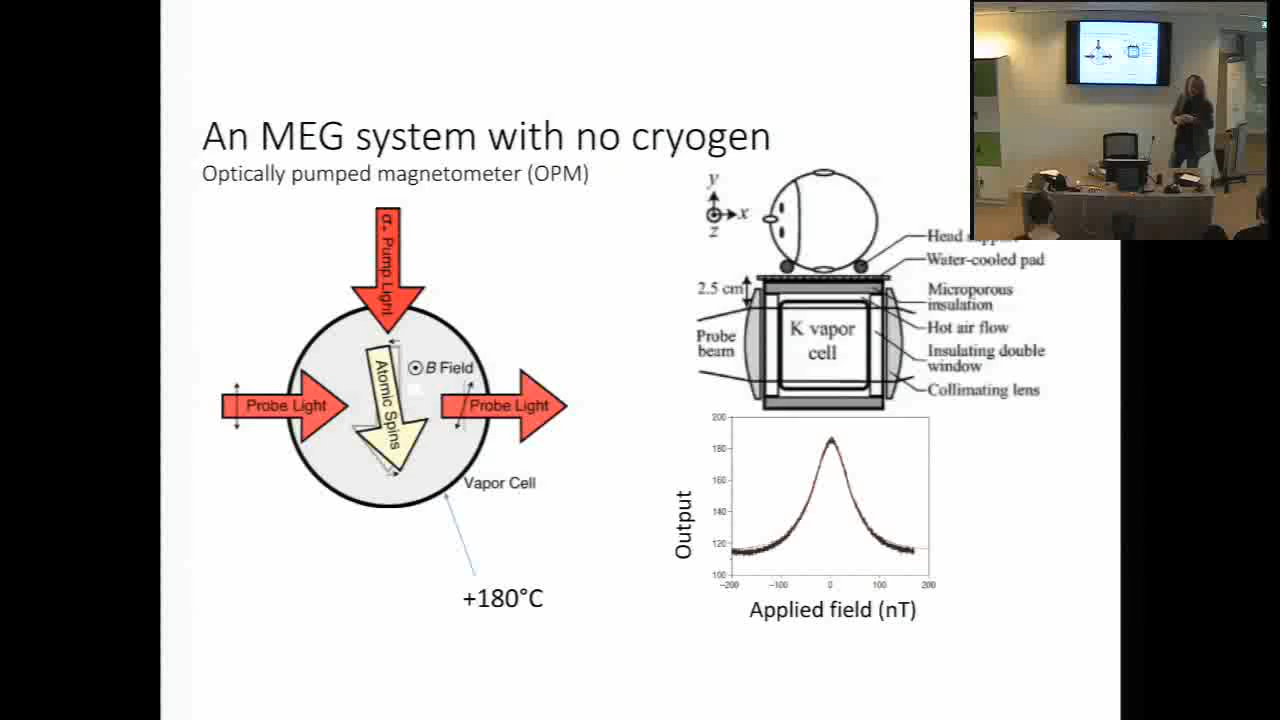 An MEG system with no cryogen
Optically pumped magnetometer (OPM)
σ+ Pump Light
Atomic Spins
B Field
Probe Light
Probe Light
Vapor Cell
+180°C
y
x
z
Head
Water-cooled pad
2.5 cm
Microporous
insulation
Hot air flow
Probe
beam
K vapor
cell
Insulating double
window
Collimating lens
200
180
160
140
120
100
-200
-100
0
100
200
Output
Applied field (nT)